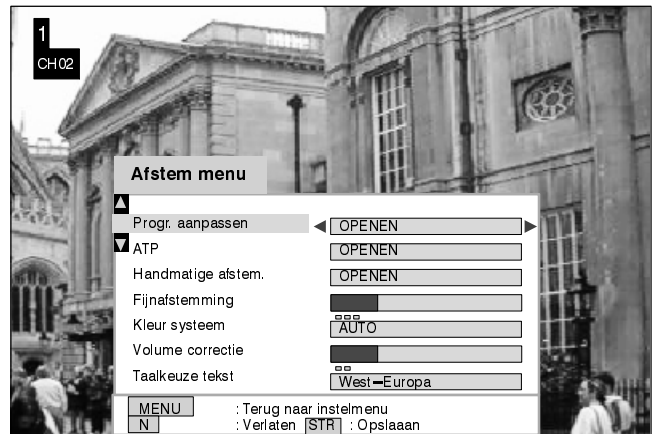 1
CH02
Afstem menu
Progr. aanpassen OPENEN
ATP OPENEN
Handmatige afstem. OPENEN
Fijnafstemming
Kleur systeem AUTO
Volume correctie
Taalkeuze tekst West-Europa
MENU : Terug naar instelmenu
N : Verlaten STR : Opslaaan